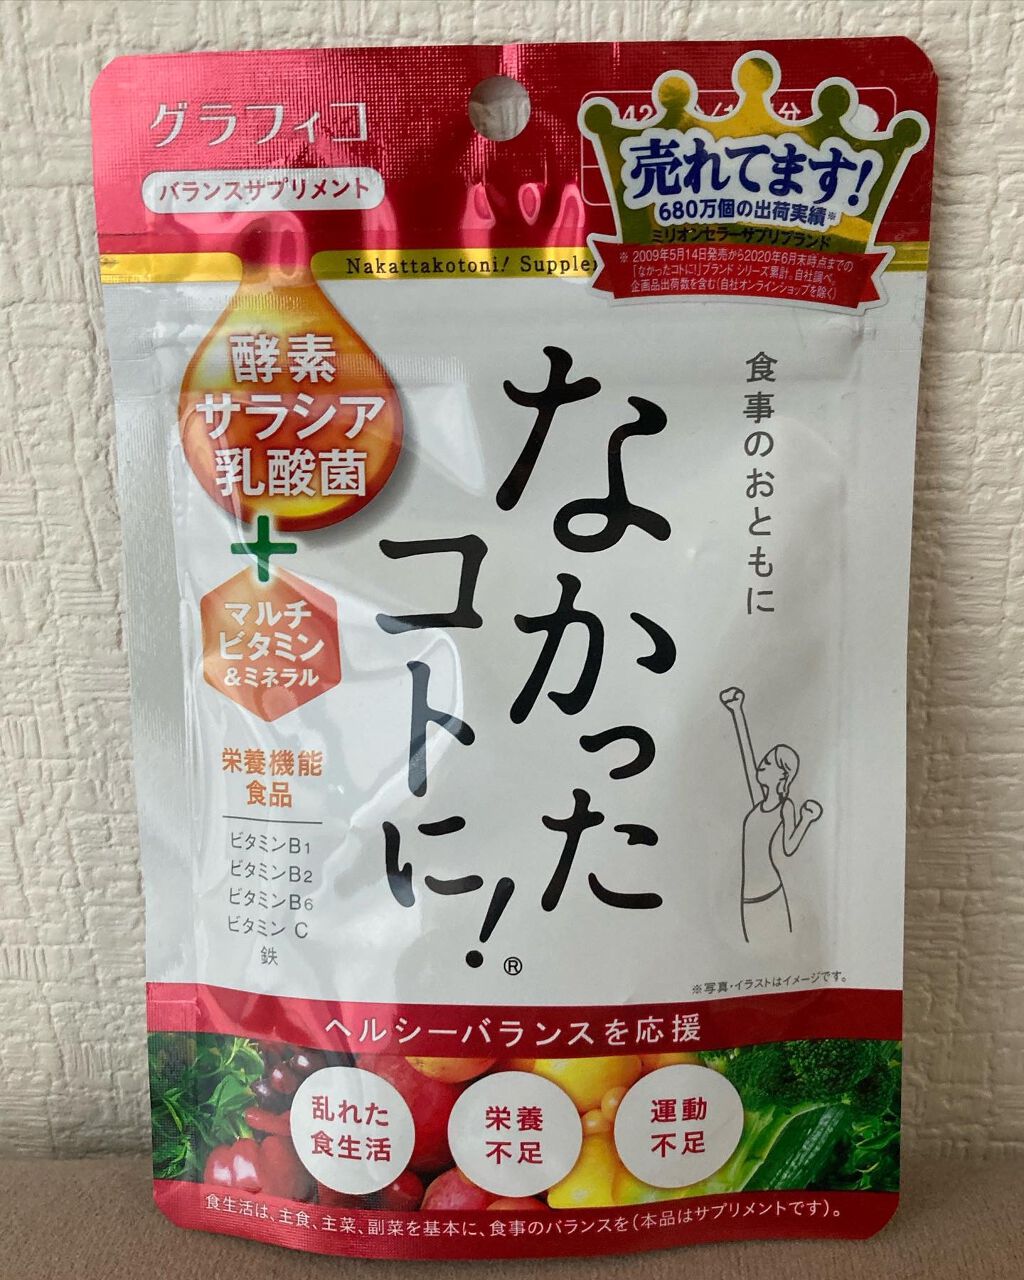 グラフィコ
バランスサプリメント
売れてます!
680万個の出荷実績※
ミリオンセラーサプリブランド
※ 2009年5月14日発売から2020年6月末時点までの
「なかったコトに!」ブランド シリーズ累計。自社調べ。
企画品出荷数を含む(自社オンラインショップを除く)
Nakattakotoni! Supple
酵素
サラシア
乳酸菌
+
マルチ
ビタミン
&ミネラル
栄養機能
食品
ビタミンB1
ビタミンB2
ビタミンB6
ビタミン C
鉄
食事のおともに
なかった
コトに!®
※写真・イラストはイメージです。
ヘルシーバランスを応援
乱れた
食生活
栄養
不足
運動
不足
食生活は、主食、主菜、副菜を基本に、食事のバランスを(本品はサプリメントです)。